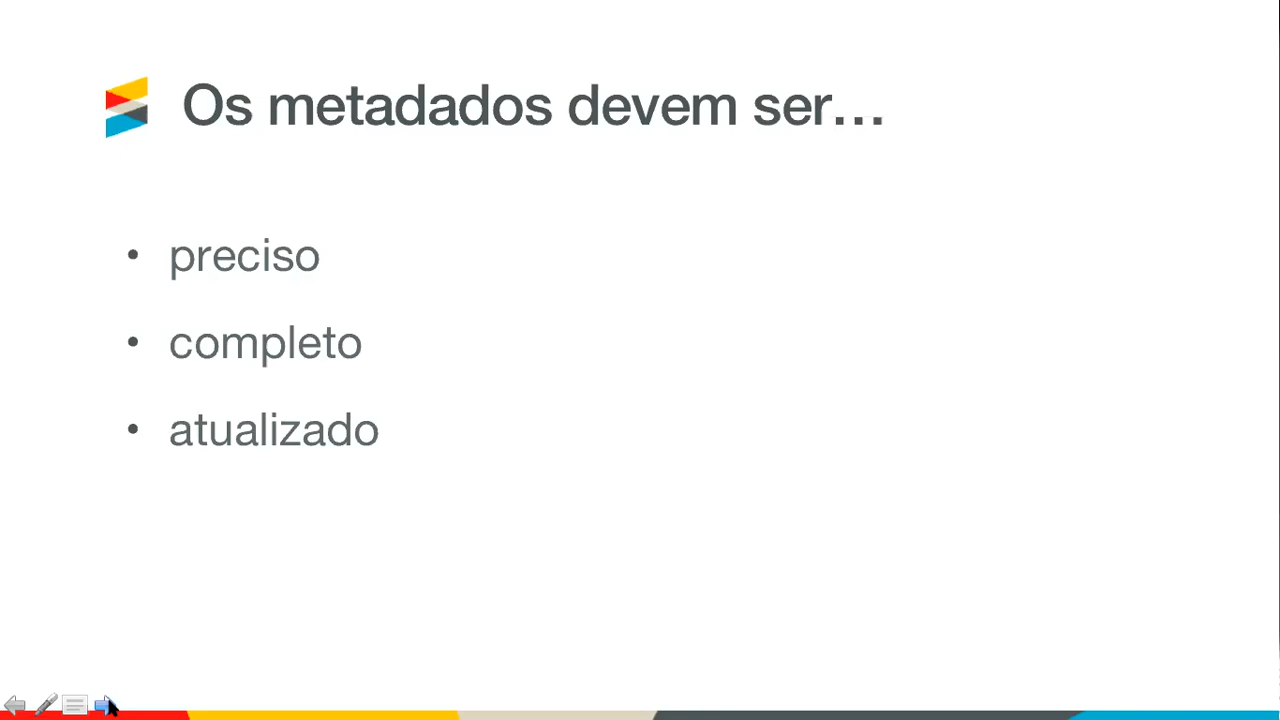 Os metadados devem ser...
• preciso
• completo
• atualizado